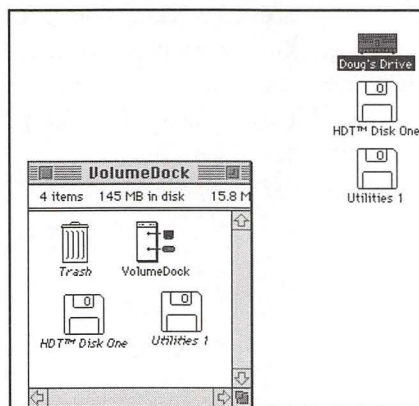 Doug's Drive
HDT™ Disk One
Utilities 1
VolumeDock
4 items 145 MB in disk 15.8 M
Trash VolumeDock
HDT™ Disk One Utilities 1